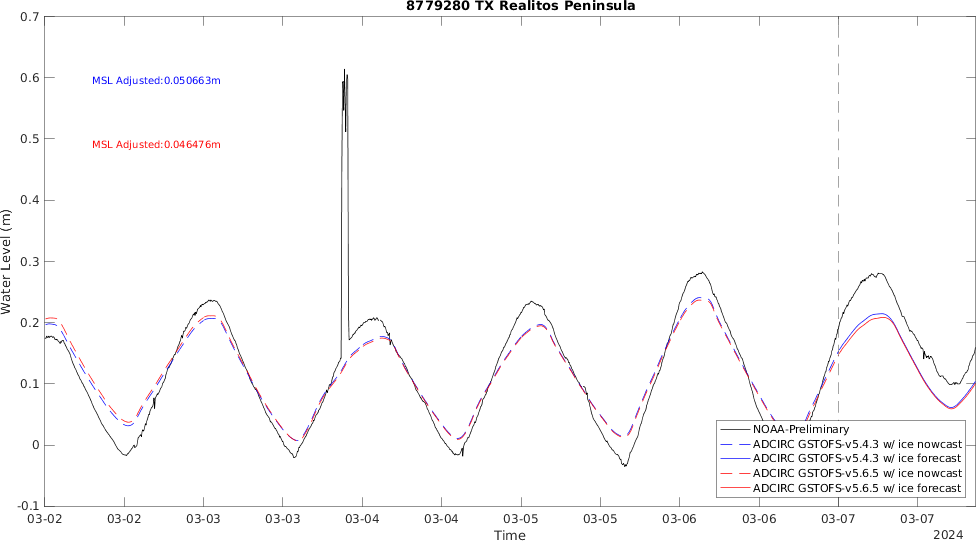 8779280 TX Realitos Peninsula
0.7
MSL Adjusted:0.050663m
0.6
0.5
MSL Adjusted:0.046476m
0.4
0.3
Water Level (m)
0.2
0.1
0
-0.1
NOAA-Preliminary
ADCIRC GSTOFS-v5.4.3 w/ ice nowcast
ADCIRC GSTOFS-v5.4.3 w/ ice forecast
ADCIRC GSTOFS-v5.6.5 w/ ice nowcast
ADCIRC GSTOFS-v5.6.5 w/ ice forecast
03-02 03-02 03-03 03-03 03-04 03-04 03-05 03-05 03-06 03-06 03-07 03-07
Time
2024